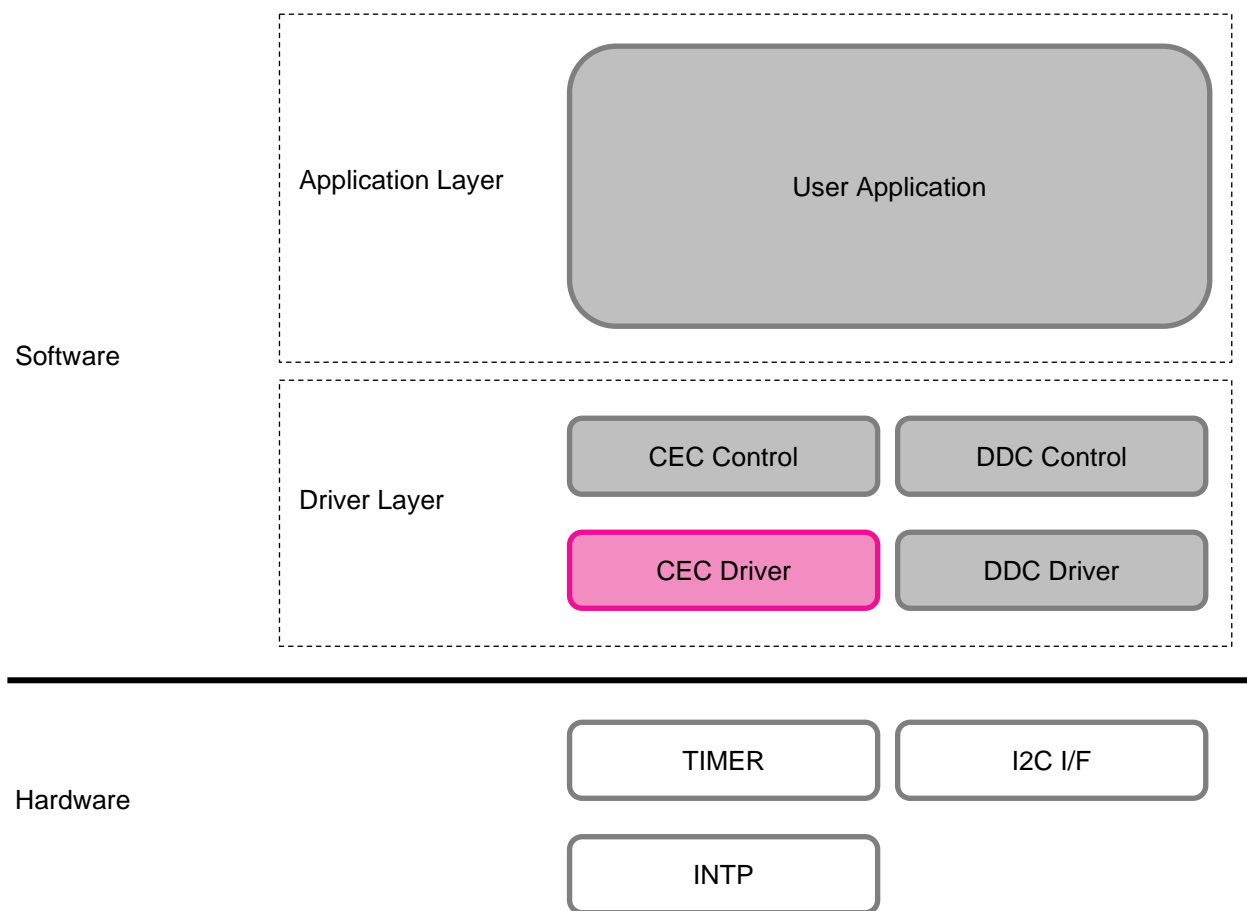 Application Layer
User Application
Software
CEC Control
DDC Control
Driver Layer
CEC Driver
DDC Driver
TIMER
I2C I/F
Hardware
INTP